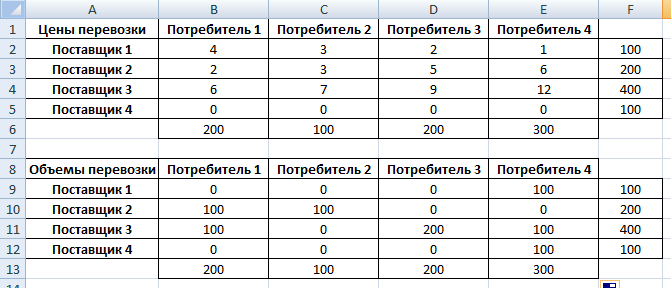 A B C D E F
1 Цены перевозки Потребитель 1 Потребитель 2 Потребитель 3 Потребитель 4
2 Поставщик 1 4 3 2 1 100
3 Поставщик 2 2 3 5 6 200
4 Поставщик 3 6 7 9 12 400
5 Поставщик 4 0 0 0 0 100
6 200 100 200 300
7
8 Объемы перевозки Потребитель 1 Потребитель 2 Потребитель 3 Потребитель 4
9 Поставщик 1 0 0 0 100 100
10 Поставщик 2 100 100 0 0 200
11 Поставщик 3 100 0 200 100 400
12 Поставщик 4 0 0 0 100 100
13 200 100 200 300
14